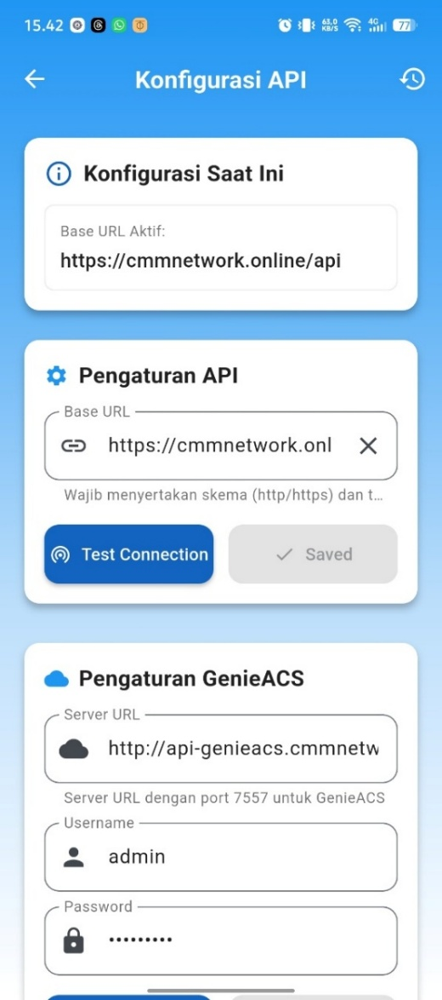 15.42
63.0
KB/S
4G
77
Konfigurasi API
Konfigurasi Saat Ini
Base URL Aktif:
https://cmmnetwork.online/api
Pengaturan API
Base URL
https://cmmnetwork.onl
Wajib menyertakan skema (http/https) dan t...
Test Connection
Saved
Pengaturan GenieACS
Server URL
http://api-genieacs.cmmnetw
Server URL dengan port 7557 untuk GenieACS
Username
admin
Password
•••••••••